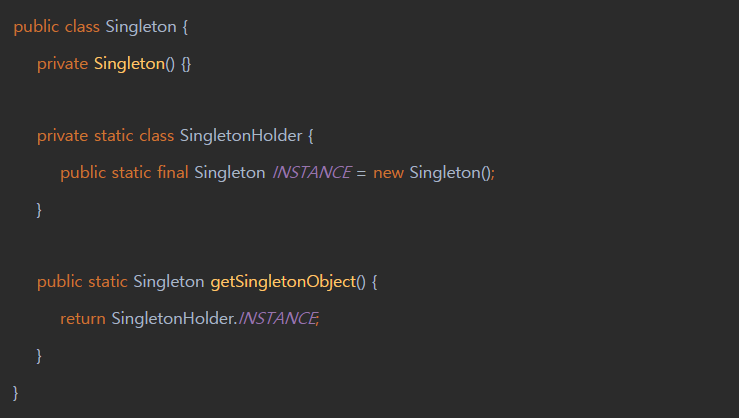 public class Singleton {
private Singleton() {}
private static class SingletonHolder {
public static final Singleton INSTANCE = new Singleton();
}
public static Singleton getSingletonObject() {
return SingletonHolder.INSTANCE;
}
}